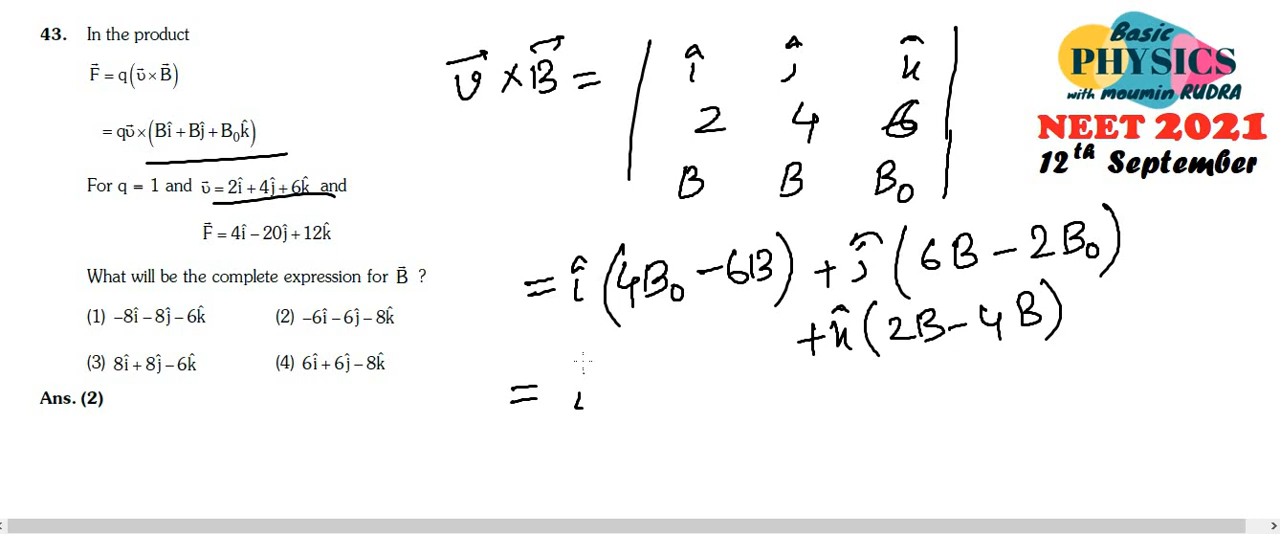 43. In the product
F⃗ = q(υ⃗ × B⃗)
= qυ⃗ × (Bî + Bĵ + B₀k̂)
For q = 1 and υ⃗ = 2î + 4ĵ + 6k̂ and
F⃗ = 4î – 20ĵ + 12k̂
What will be the complete expression for B⃗ ?
(1) –8î – 8ĵ – 6k̂ (2) –6î – 6ĵ – 8k̂
(3) 8î + 8ĵ – 6k̂ (4) 6î + 6ĵ – 8k̂
Ans. (2)
υ⃗ × B⃗ = | î ĵ k̂ |
| 2 4 6 |
| B B B₀ |
= î (4B₀ – 6B) + ĵ (6B – 2B₀)
+ k̂ (2B – 4B)
=
Basic
PHYSICS
with moumin RUDRA
NEET 2021
12th September